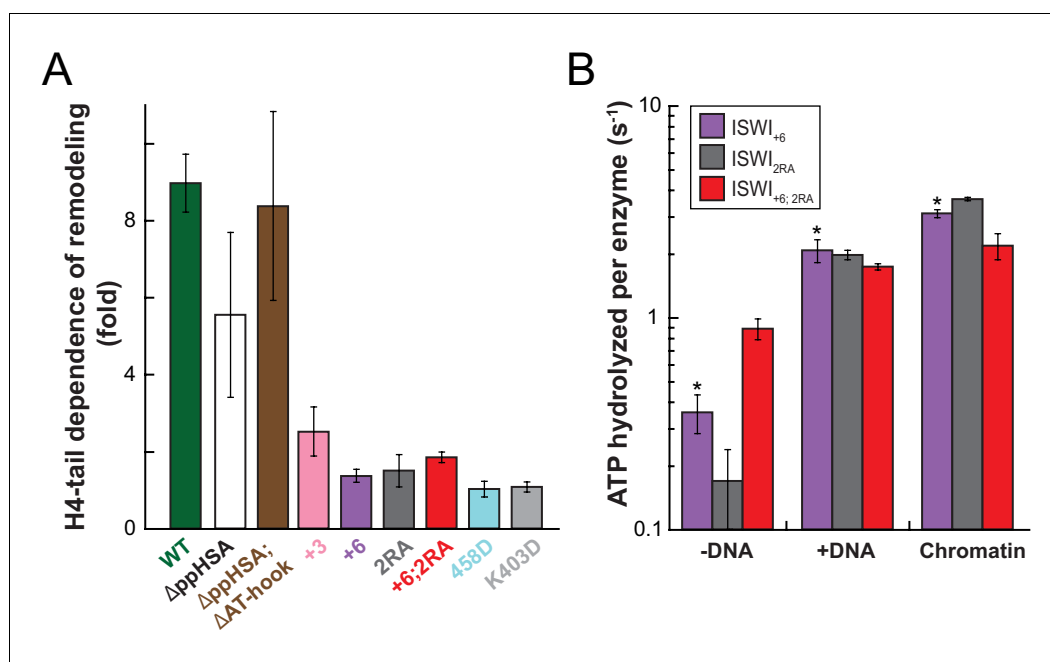 A
H4-tail dependence of remodeling
(fold)
8
4
0
WT
ΔppHSA
ΔppHSA;
ΔAT-hook
+3
+6
2RA
+6;2RA
458D
K403D
B
ATP hydrolyzed per enzyme (s-1)
10
1
0.1
ISWI+6
ISWI2RA
ISWI+6; 2RA
*
*
*
-DNA
+DNA
Chromatin